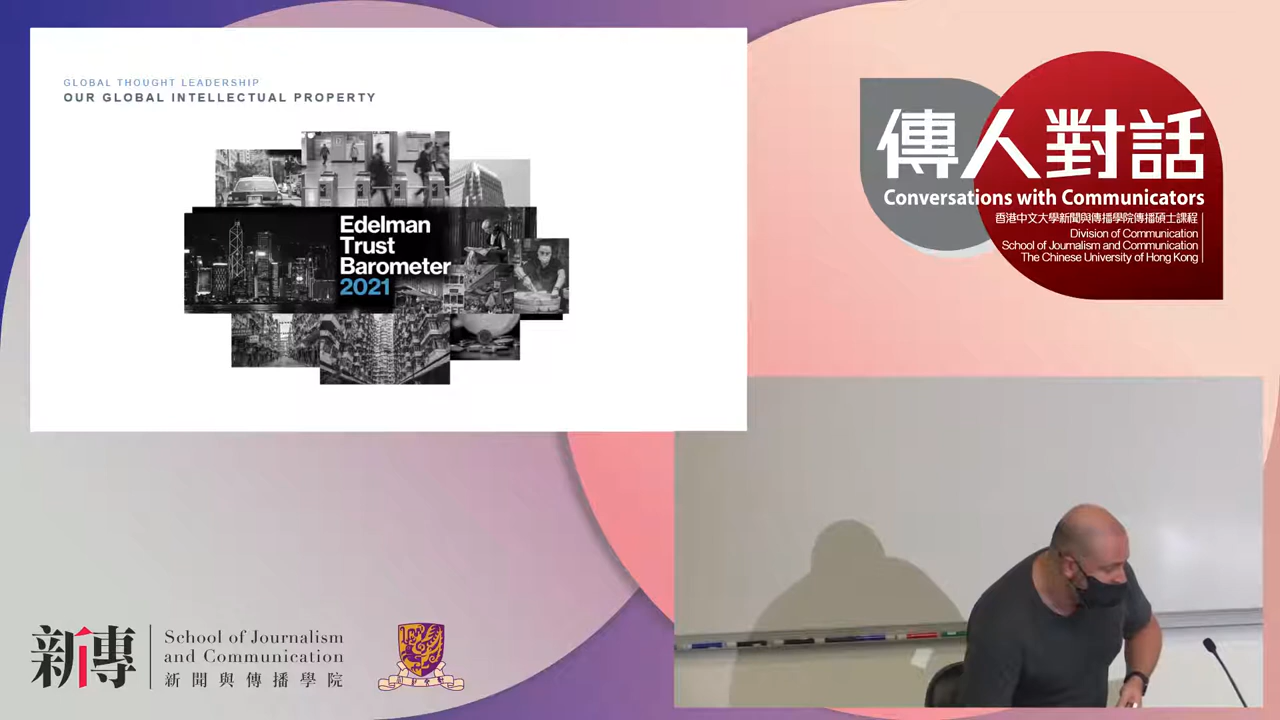 GLOBAL THOUGHT LEADERSHIP
OUR GLOBAL INTELLECTUAL PROPERTY
Edelman
Trust
Barometer
2021
傳人對話
Conversations with Communicators
香港中文大學新聞與傳播學院傳播碩士課程
Division of Communication
School of Journalism and Communication
The Chinese University of Hong Kong
新傳
School of Journalism
and Communication
新聞與傳播學院